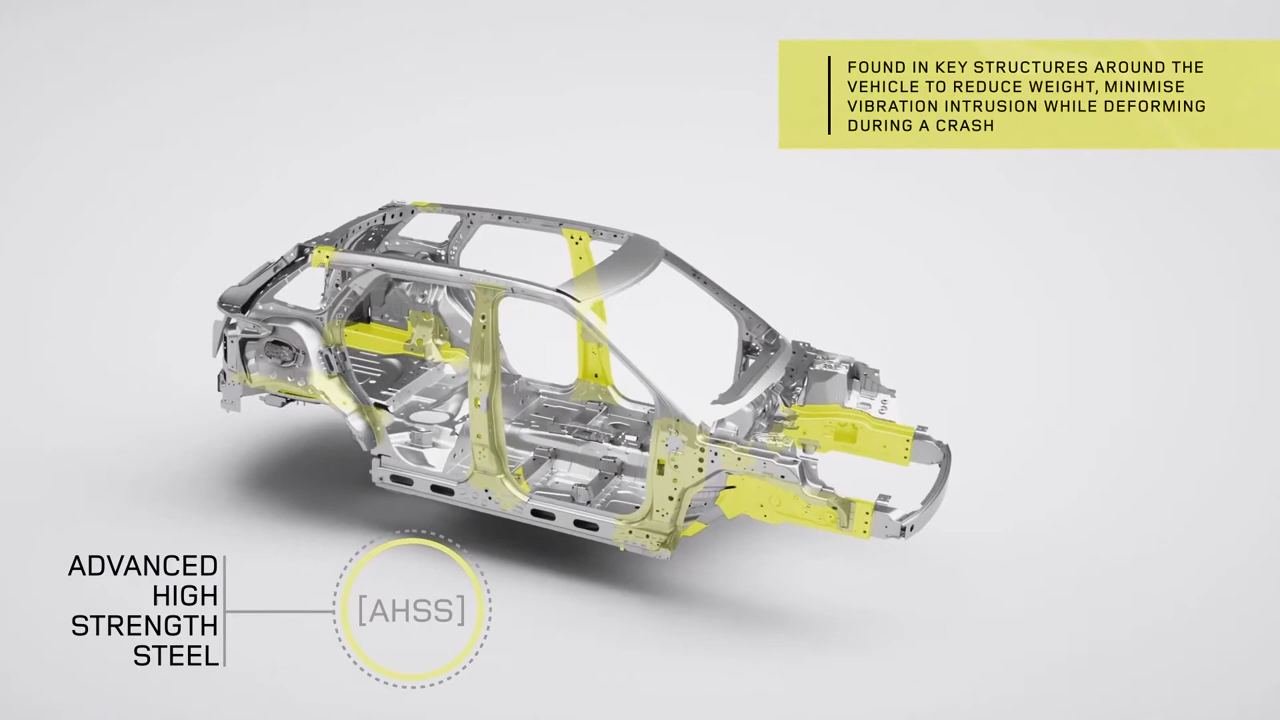 FOUND IN KEY STRUCTURES AROUND THE
VEHICLE TO REDUCE WEIGHT, MINIMISE
VIBRATION INTRUSION WHILE DEFORMING
DURING A CRASH
ADVANCED
HIGH
STRENGTH
STEEL
[AHSS]